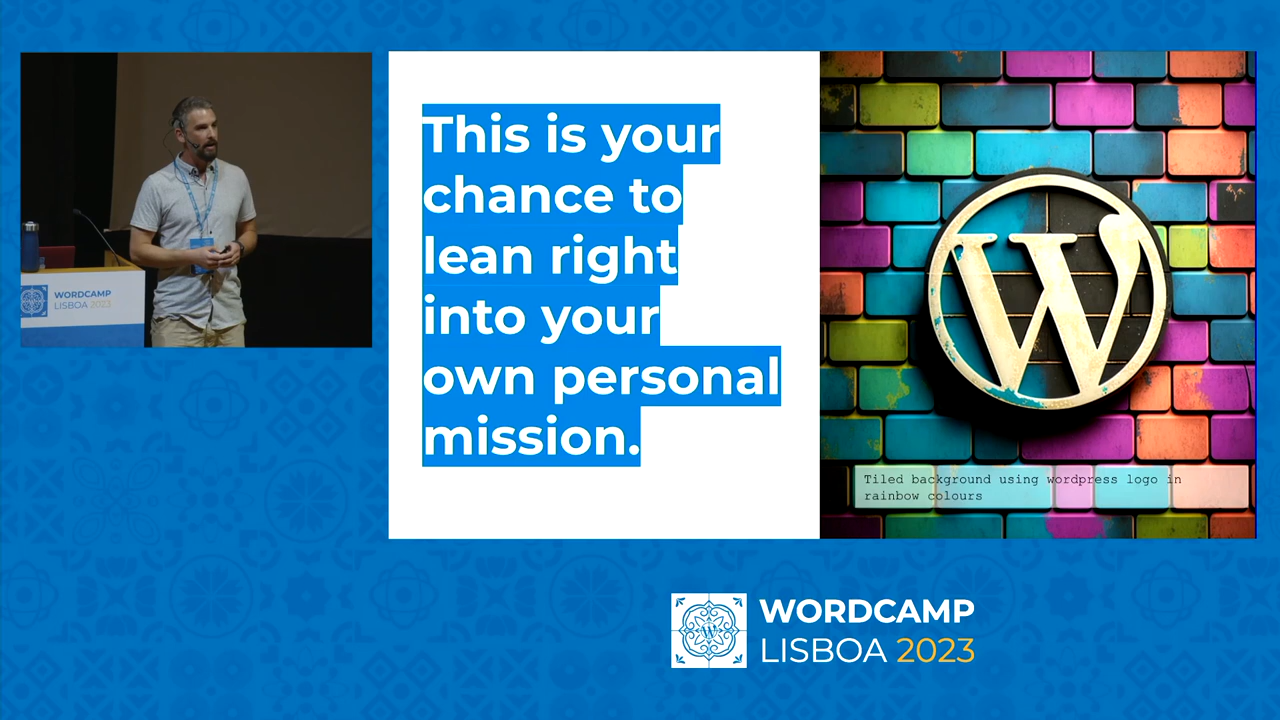 This is your
chance to
lean right
into your
own personal
mission.
Tiled background using wordpress logo in
rainbow colours
W
WORDCAMP
LISBOA 2023
WORDCAMP
LISBOA 2023